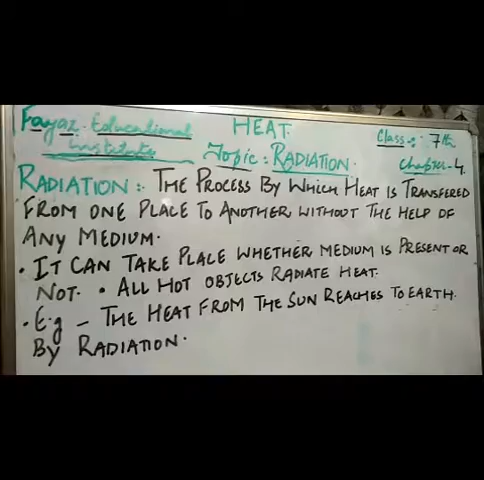 Fayaz Educational
institute
HEAT
Class: 7th
Topic: RADIATION
Chapter-4
RADIATION:- THE PROCESS BY WHICH HEAT IS TRANSFERED
FROM ONE PLACE TO ANOTHER WITHOUT THE HELP OF
ANY MEDIUM.
• IT CAN TAKE PLACE WHETHER MEDIUM IS PRESENT OR
NOT. • ALL HOT OBJECTS RADIATE HEAT.
• E.g - THE HEAT FROM THE SUN REACHES TO EARTH
BY RADIATION.